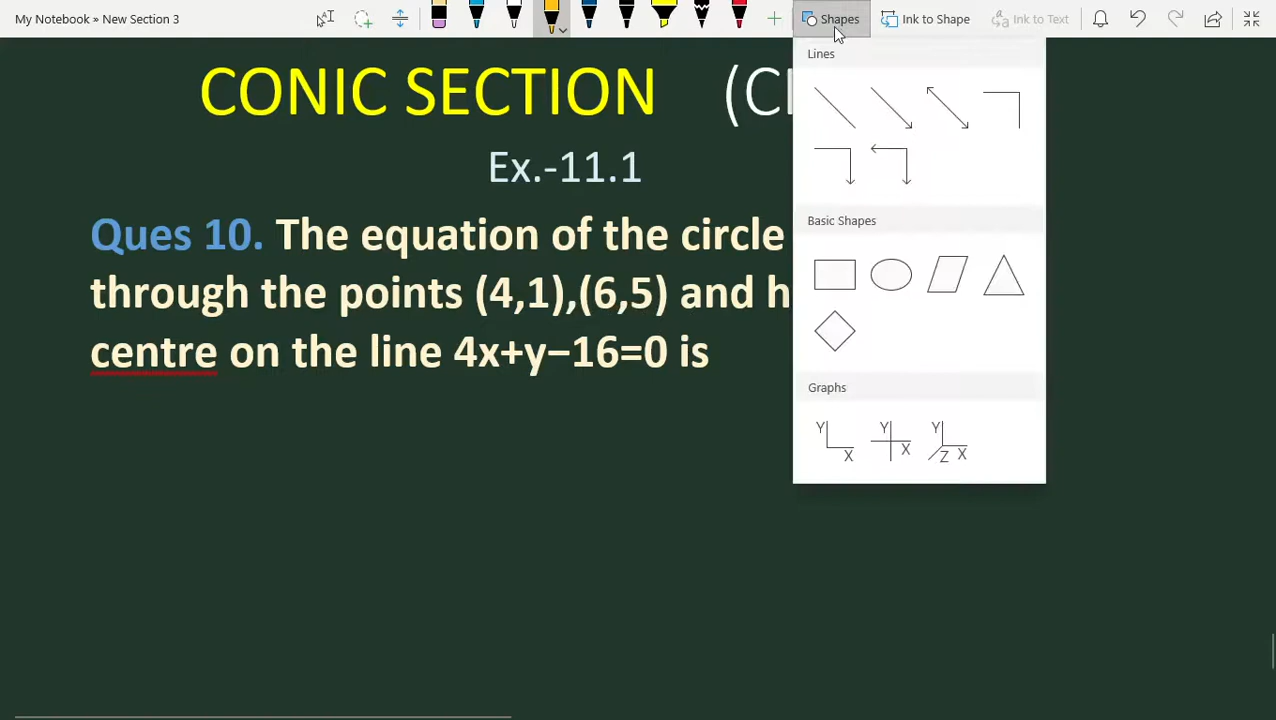 My Notebook » New Section 3
Shapes
Ink to Shape
Ink to Text
Lines
CONIC SECTION (C
Ex.-11.1
Basic Shapes
Ques 10. The equation of the circle
through the points (4,1),(6,5) and h
centre on the line 4x+y−16=0 is
Graphs
Y X
Y X
Y Z X